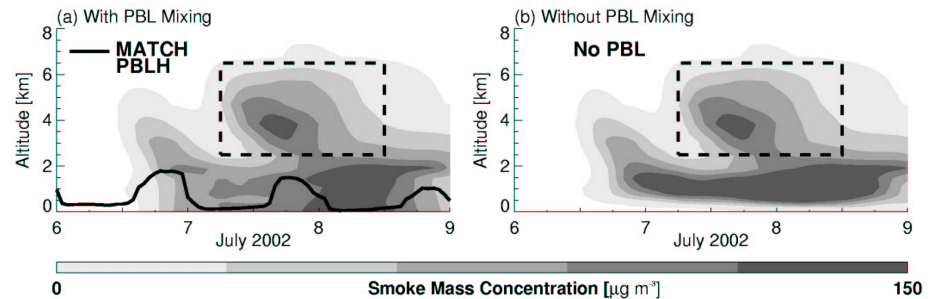 (a) With PBL Mixing
8
6
4
2
0
Altitude [km]
MATCH
PBLH
6
7
8
9
July 2002
(b) Without PBL Mixing
8
6
4
2
0
Altitude [km]
No PBL
6
7
8
9
July 2002
0
Smoke Mass Concentration [µg m⁻³]
150